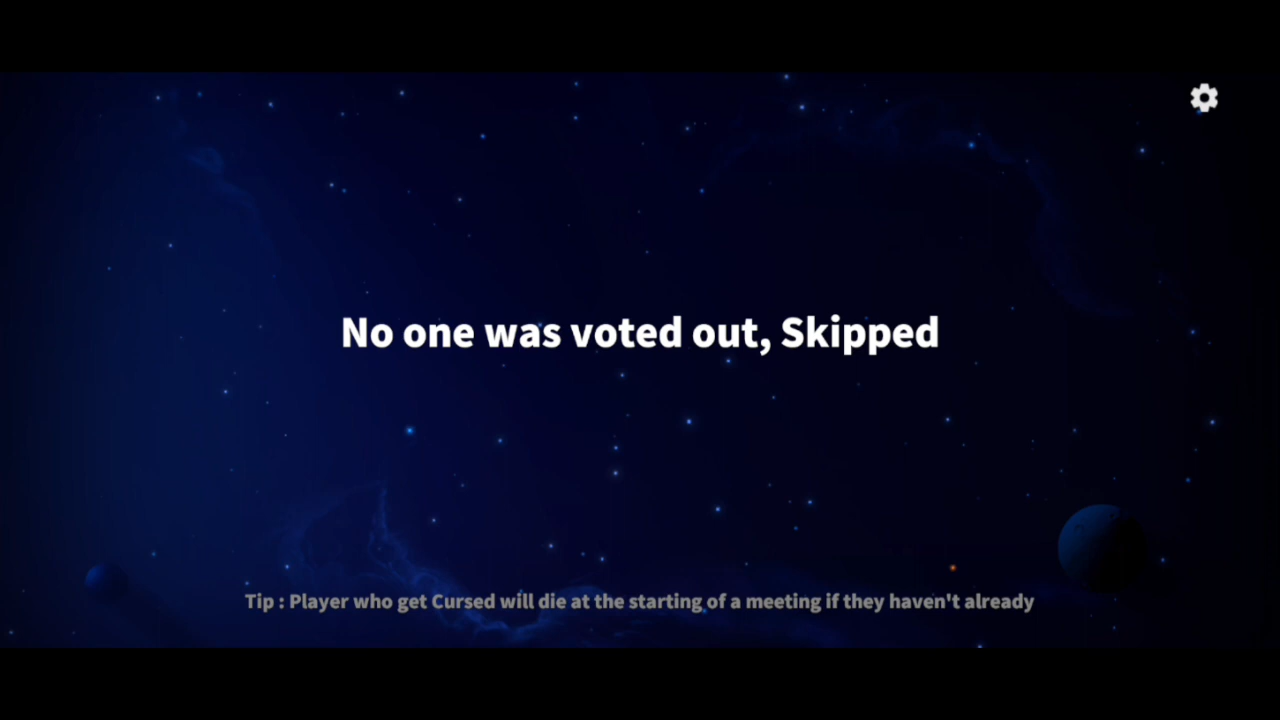 No one was voted out, Skipped
Tip : Player who get Cursed will die at the starting of a meeting if they haven't already